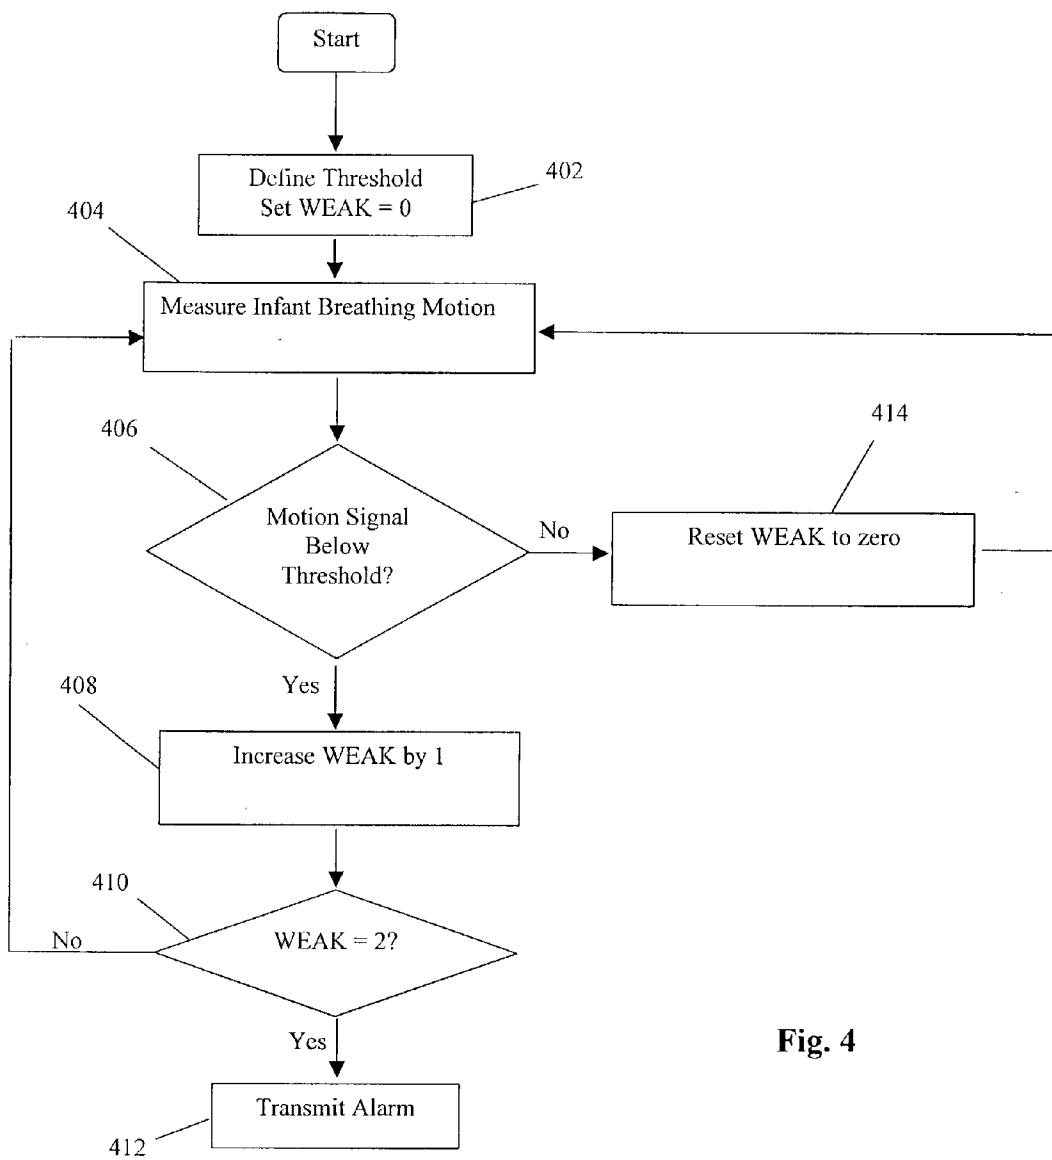 Start
Define Threshold
Set WEAK = 0
402
404
Measure Infant Breathing Motion
406
Motion Signal
Below
Threshold?
No
414
Reset WEAK to zero
Yes
408
Increase WEAK by 1
410
WEAK = 2?
No
Yes
Transmit Alarm
412
Fig. 4